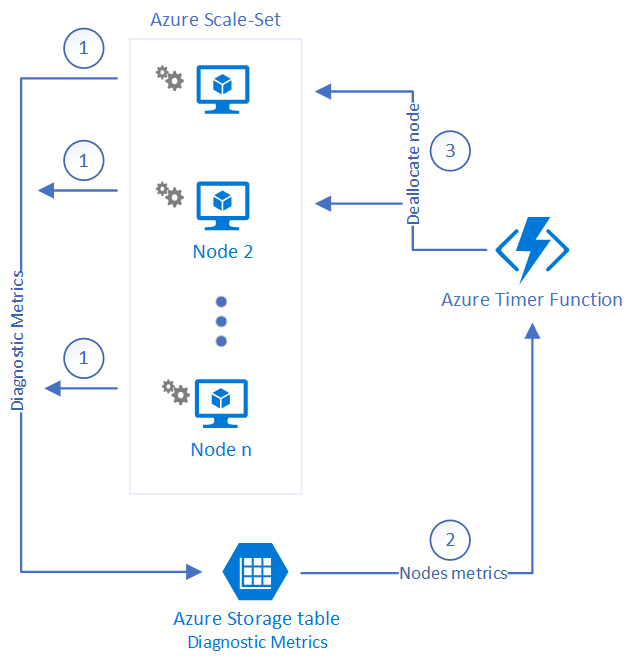 Azure Scale-Set
1
1
Node 2
1
Node n
Diagnostic Metrics
Deallocate node
3
Azure Timer Function
2
Nodes metrics
Azure Storage table
Diagnostic Metrics